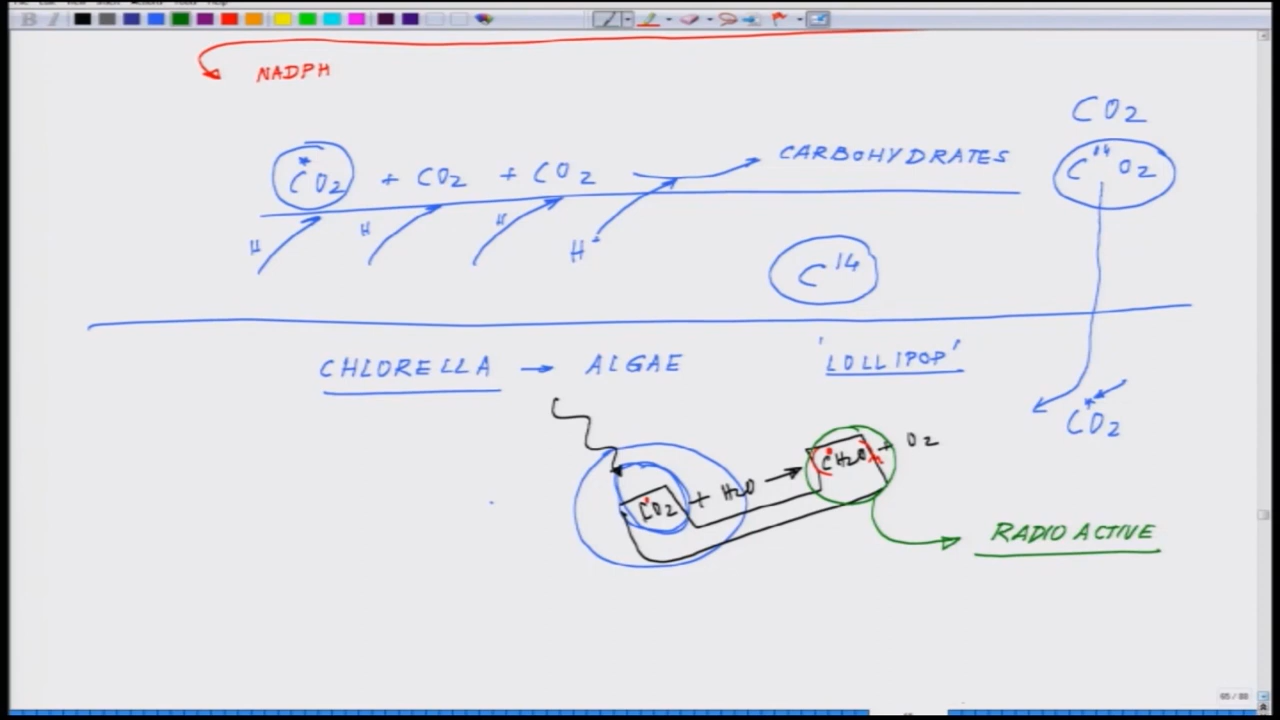 NADPH
CO2
*CO2 + CO2 + CO2 → CARBOHYDRATES
C14O2
H H H H+
C14
CHLORELLA → ALGAE 'LOLLIPOP'
*CO2
CO2 + H2O → (CH2O)n + O2
RADIO ACTIVE